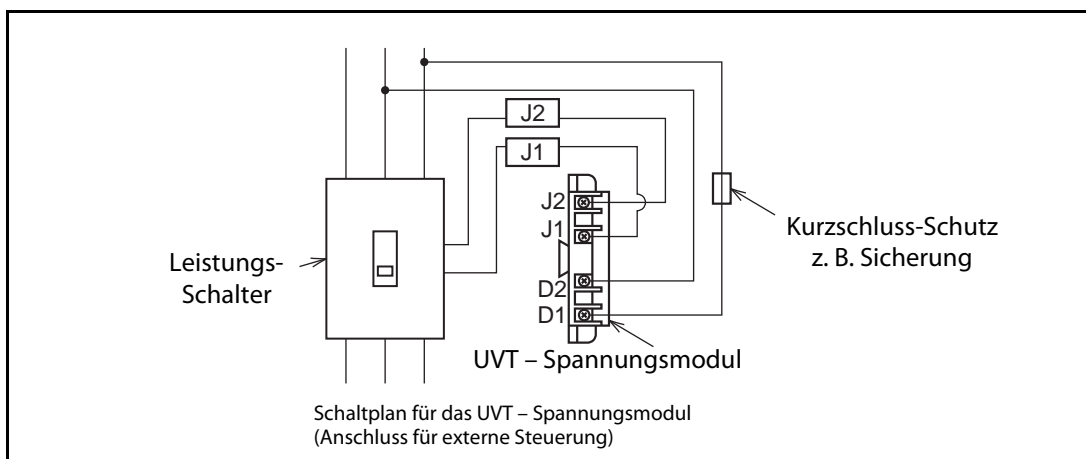 J2
J1
J2
J1
D2
D1
Leistungs-
Schalter
Kurzschluss-Schutz
z. B. Sicherung
UVT – Spannungsmodul
Schaltplan für das UVT – Spannungsmodul
(Anschluss für externe Steuerung)